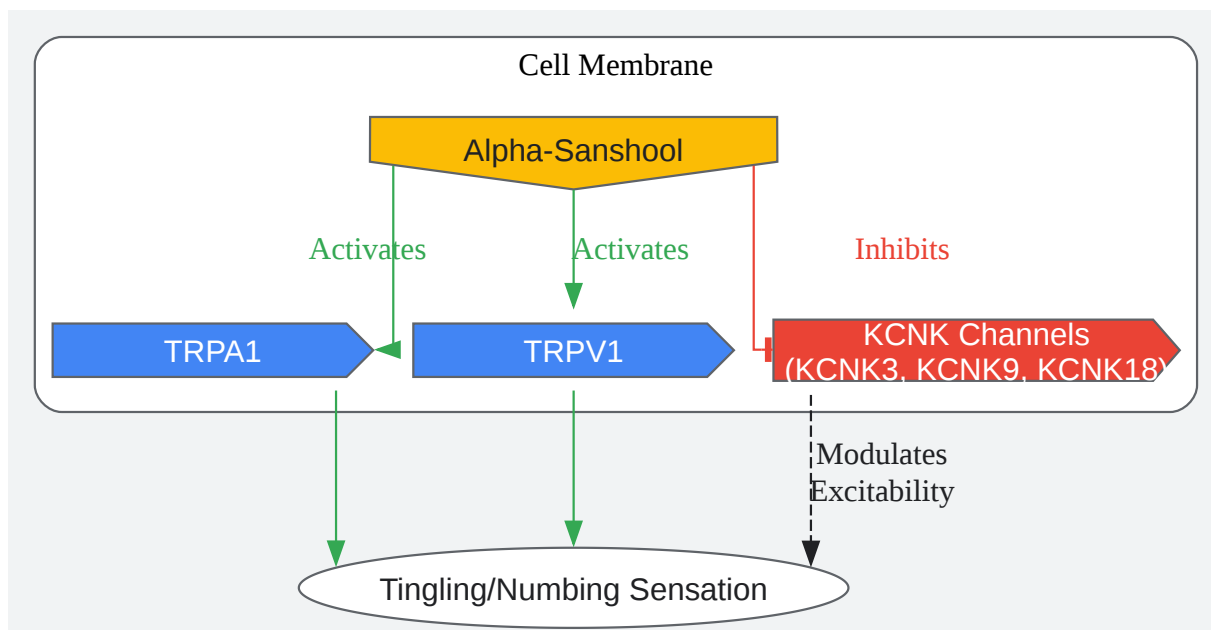 Cell Membrane
Alpha-Sanshool
Activates
Activates
Inhibits
TRPA1
TRPV1
KCNK Channels
(KCNK3, KCNK9, KCNK18)
Modulates
Excitability
Tingling/Numbing Sensation